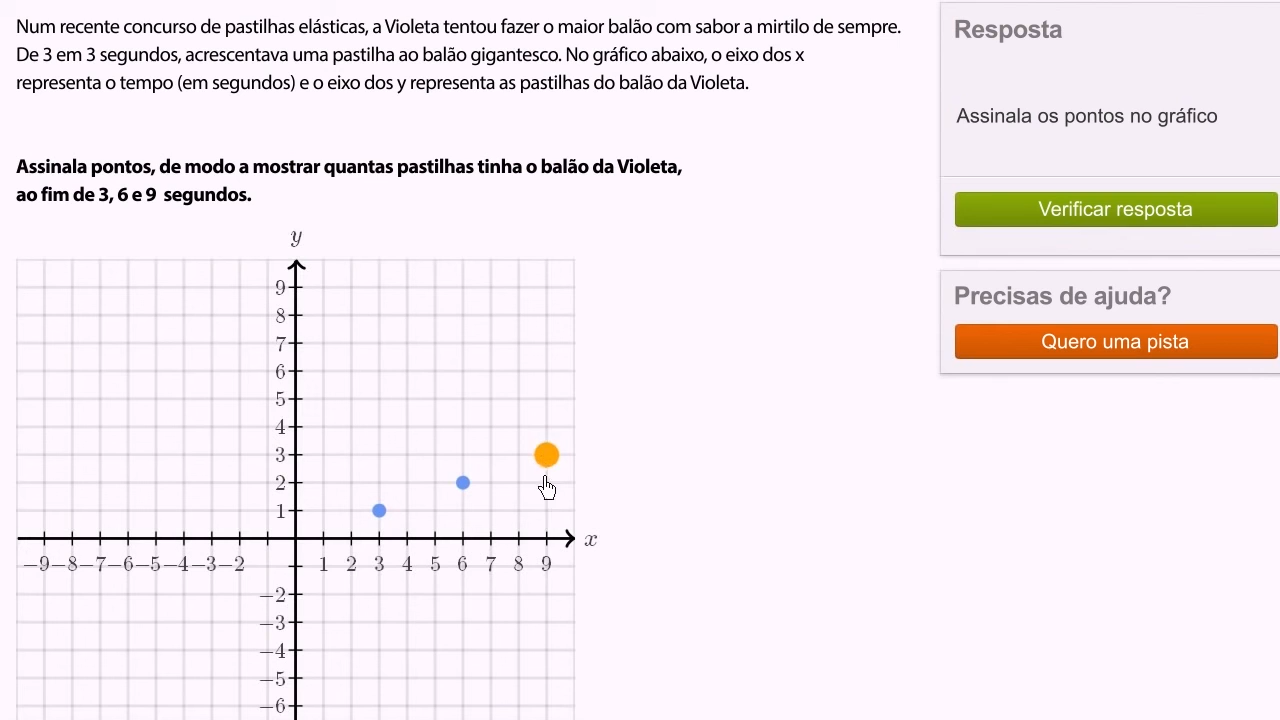 Num recente concurso de pastilhas elásticas, a Violeta tentou fazer o maior balão com sabor a mirtilo de sempre.
De 3 em 3 segundos, acrescentava uma pastilha ao balão gigantesco. No gráfico abaixo, o eixo dos x
representa o tempo (em segundos) e o eixo dos y representa as pastilhas do balão da Violeta.
Assinala pontos, de modo a mostrar quantas pastilhas tinha o balão da Violeta,
ao fim de 3, 6 e 9 segundos.
y
9
8
7
6
5
4
3
2
1
x
−9 −8 −7 −6 −5 −4 −3 −2 1 2 3 4 5 6 7 8 9
−2
−3
−4
−5
−6
Resposta
Assinala os pontos no gráfico
Verificar resposta
Precisas de ajuda?
Quero uma pista